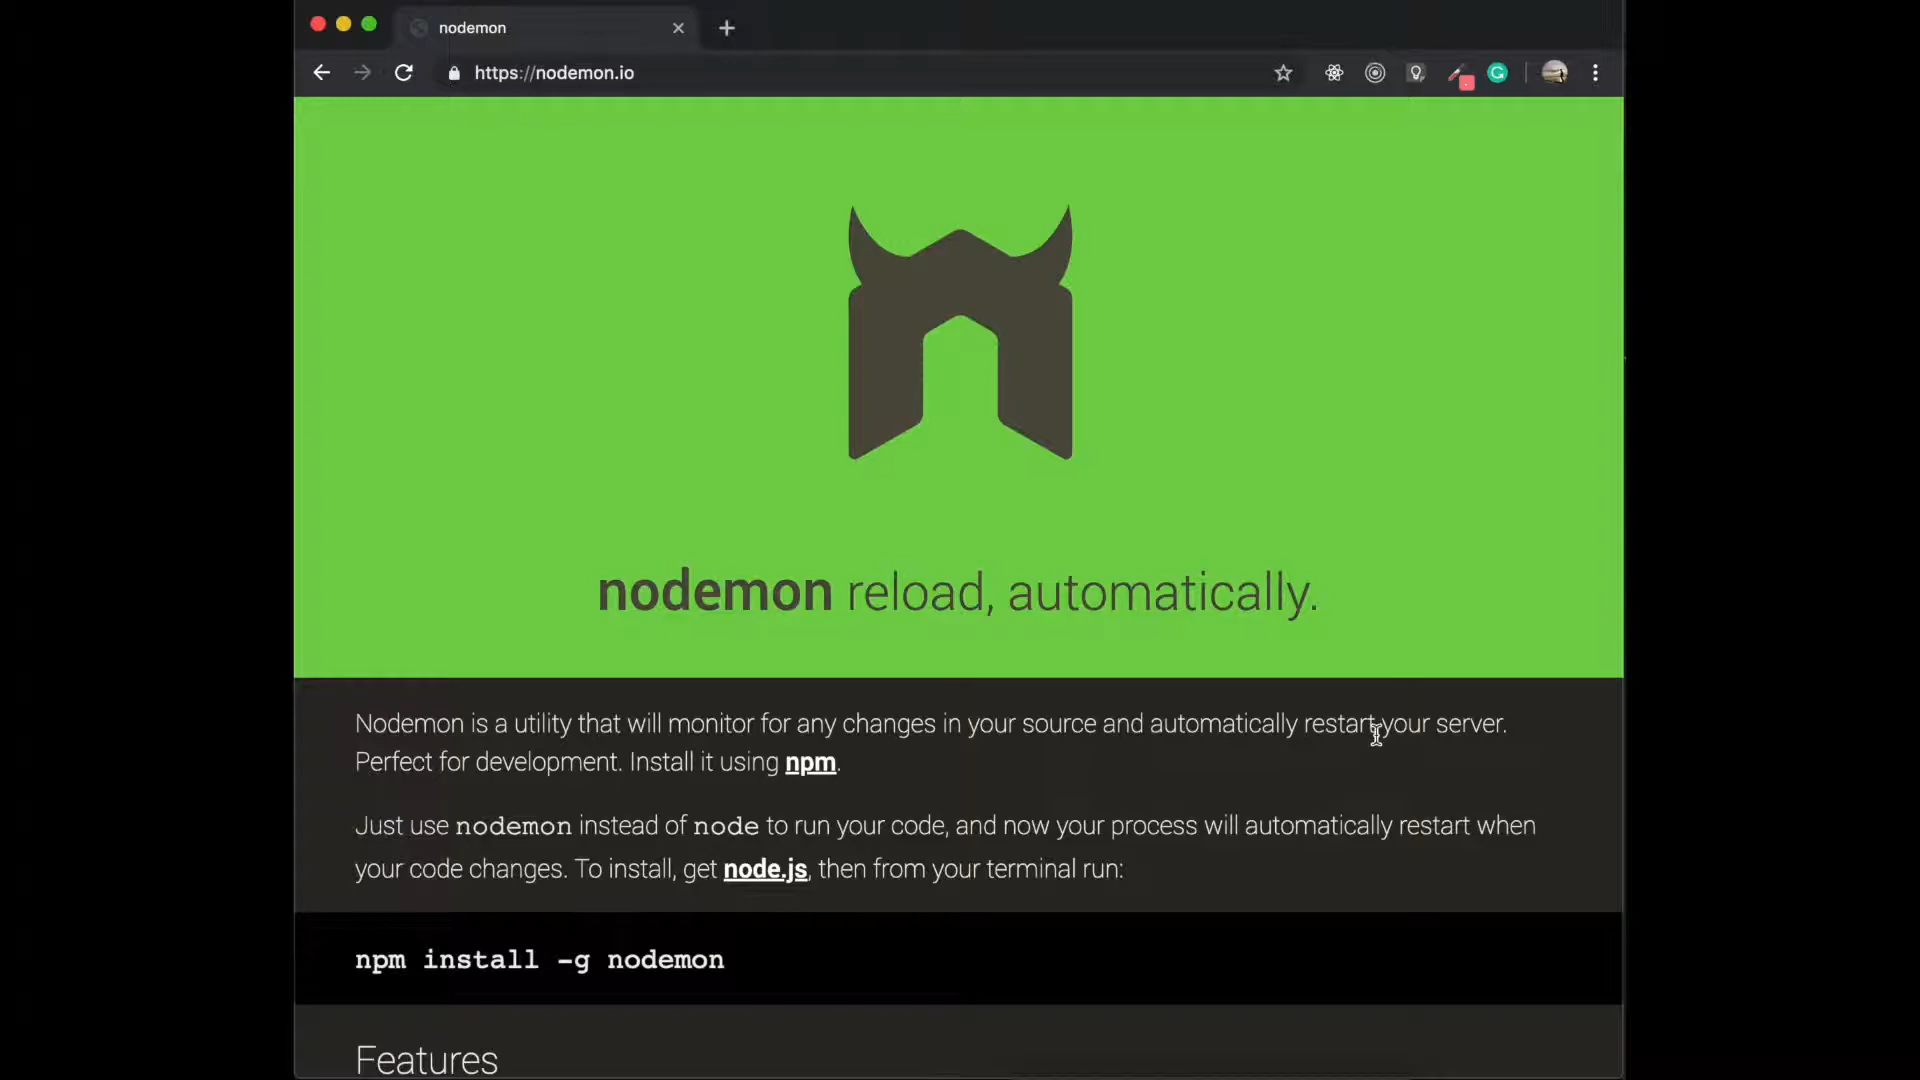 nodemon
https://nodemon.io
nodemon reload, automatically.
Nodemon is a utility that will monitor for any changes in your source and automatically restart your server.
Perfect for development. Install it using npm.
Just use nodemon instead of node to run your code, and now your process will automatically restart when
your code changes. To install, get node.js, then from your terminal run:
npm install -g nodemon
Features